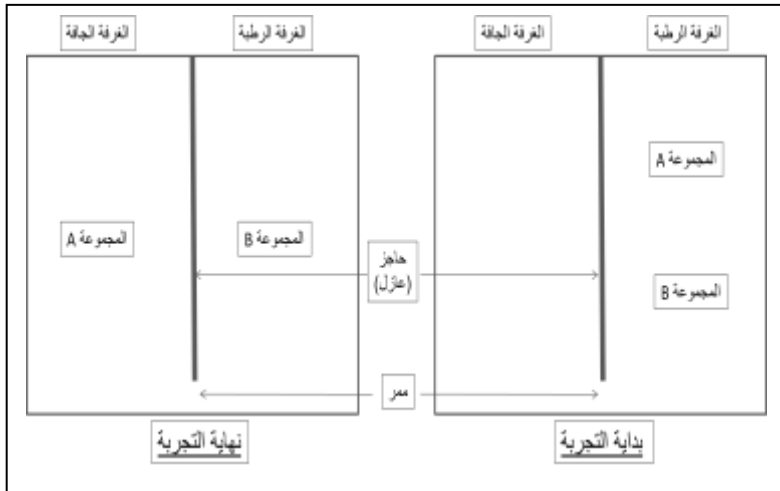 الغرفة الرطبة
الغرفة الجافة
المجموعة A
المجموعة B
بداية التجربة
حاجز
(عازل)
ممر
الغرفة الرطبة
الغرفة الجافة
المجموعة B
المجموعة A
نهاية التجربة